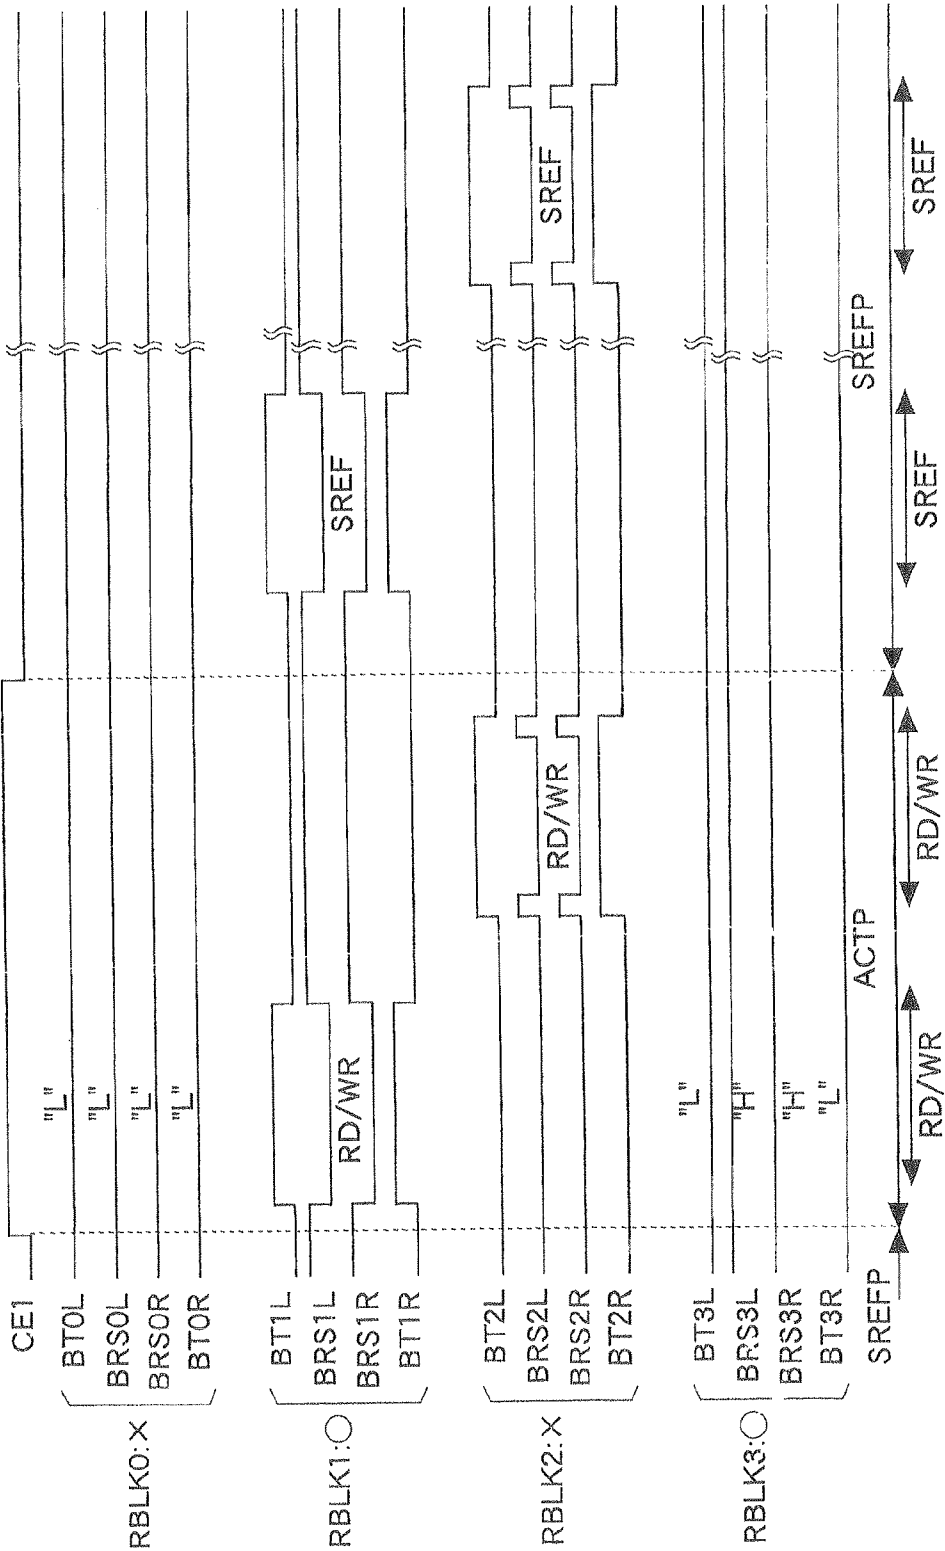 CE1
RBLK0:×
BT0L
"L"
BRS0L
"L"
BRS0R
"L"
BT0R
"L"
RBLK1:○
BT1L
BRS1L
BRS1R
BT1R
RD/WR
SREF
RBLK2:×
BT2L
BRS2L
BRS2R
BT2R
RD/WR
SREF
RBLK3:○
BT3L
"L"
BRS3L
"H"
BRS3R
"H"
BT3R
"L"
SREFP
ACTP
SREFP
RD/WR
RD/WR
SREF
SREF